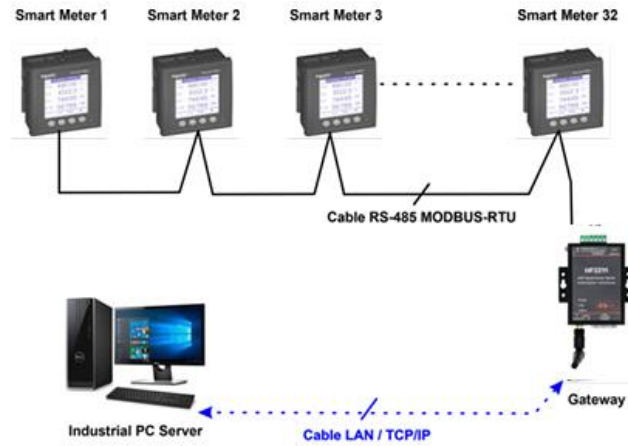 Smart Meter 1
Smart Meter 2
Smart Meter 3
Smart Meter 32
Cable RS-485 MODBUS-RTU
HF2211
Gateway
Industrial PC Server
Cable LAN / TCP/IP